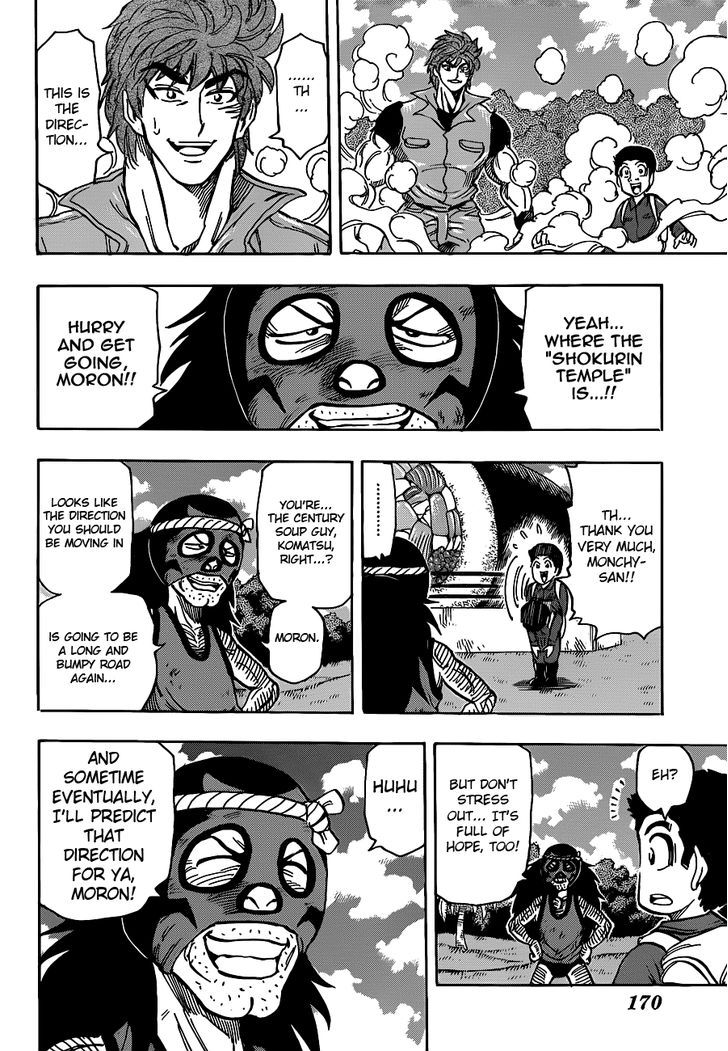 ......
TH...
THIS IS
THE
DIREC-
TION...
YEAH...
WHERE THE
"SHOKURIN
TEMPLE"
IS...!!
HURRY
AND GET
GOING,
MORON!!
TH...
THANK YOU
VERY MUCH,
MONCHY-
SAN!!
.........
YOU'RE...
THE CENTURY
SOUP GUY,
KOMATSU,
RIGHT...?
MORON.
LOOKS LIKE
THE DIRECTION
YOU SHOULD
BE MOVING IN
IS GOING TO BE
A LONG AND
BUMPY ROAD
AGAIN...
EH?
BUT DON'T
STRESS
OUT... IT'S
FULL OF
HOPE, TOO!
HUHU
...
AND
SOMETIME
EVENTUALLY,
I'LL PREDICT
THAT
DIRECTION
FOR YA,
MORON!
170